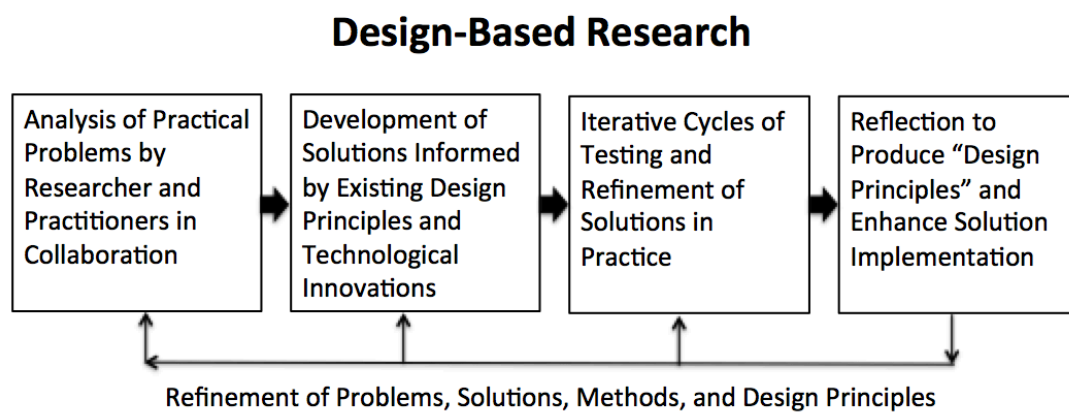 Design-Based Research
Analysis of Practical
Problems by
Researcher and
Practitioners in
Collaboration
Development of
Solutions Informed
by Existing Design
Principles and
Technological
Innovations
Iterative Cycles of
Testing and
Refinement of
Solutions in
Practice
Reflection to
Produce “Design
Principles” and
Enhance Solution
Implementation
Refinement of Problems, Solutions, Methods, and Design Principles